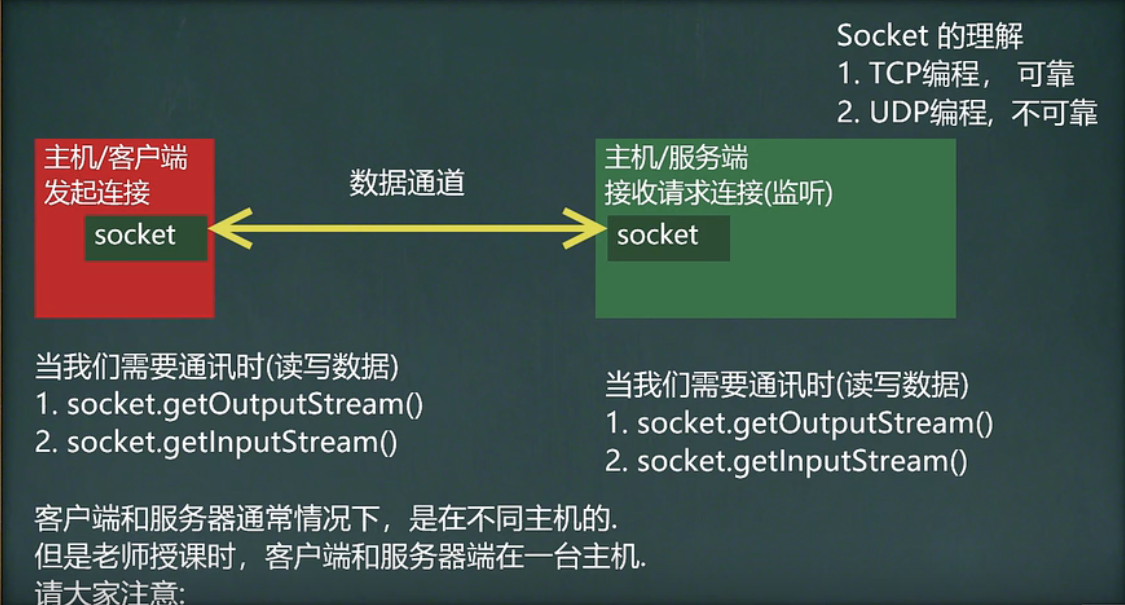 Socket 的理解
1. TCP编程， 可靠
2. UDP编程, 不可靠
主机/客户端
发起连接
socket
数据通道
主机/服务端
接收请求连接(监听)
socket
当我们需要通讯时(读写数据)
1. socket.getOutputStream()
2. socket.getInputStream()
当我们需要通讯时(读写数据)
1. socket.getOutputStream()
2. socket.getInputStream()
客户端和服务器通常情况下，是在不同主机的.
但是老师授课时，客户端和服务器端在一台主机.
请大家注意: